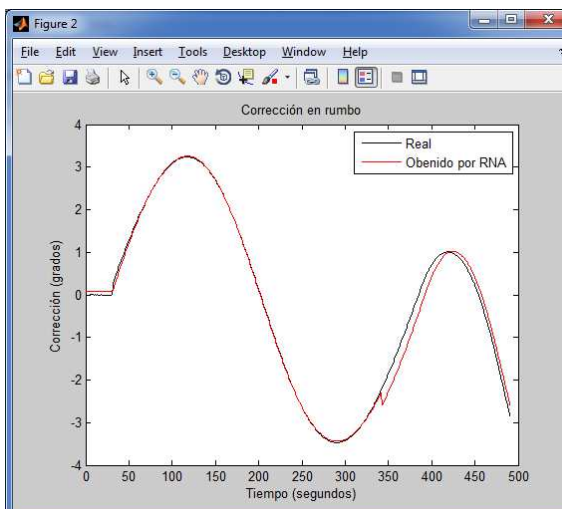 Figure 2
File Edit View Insert Tools Desktop Window Help
Corrección en rumbo
Real
Obenido por RNA
Corrección (grados)
4
3
2
1
0
-1
-2
-3
-4
0 50 100 150 200 250 300 350 400 450 500
Tiempo (segundos)